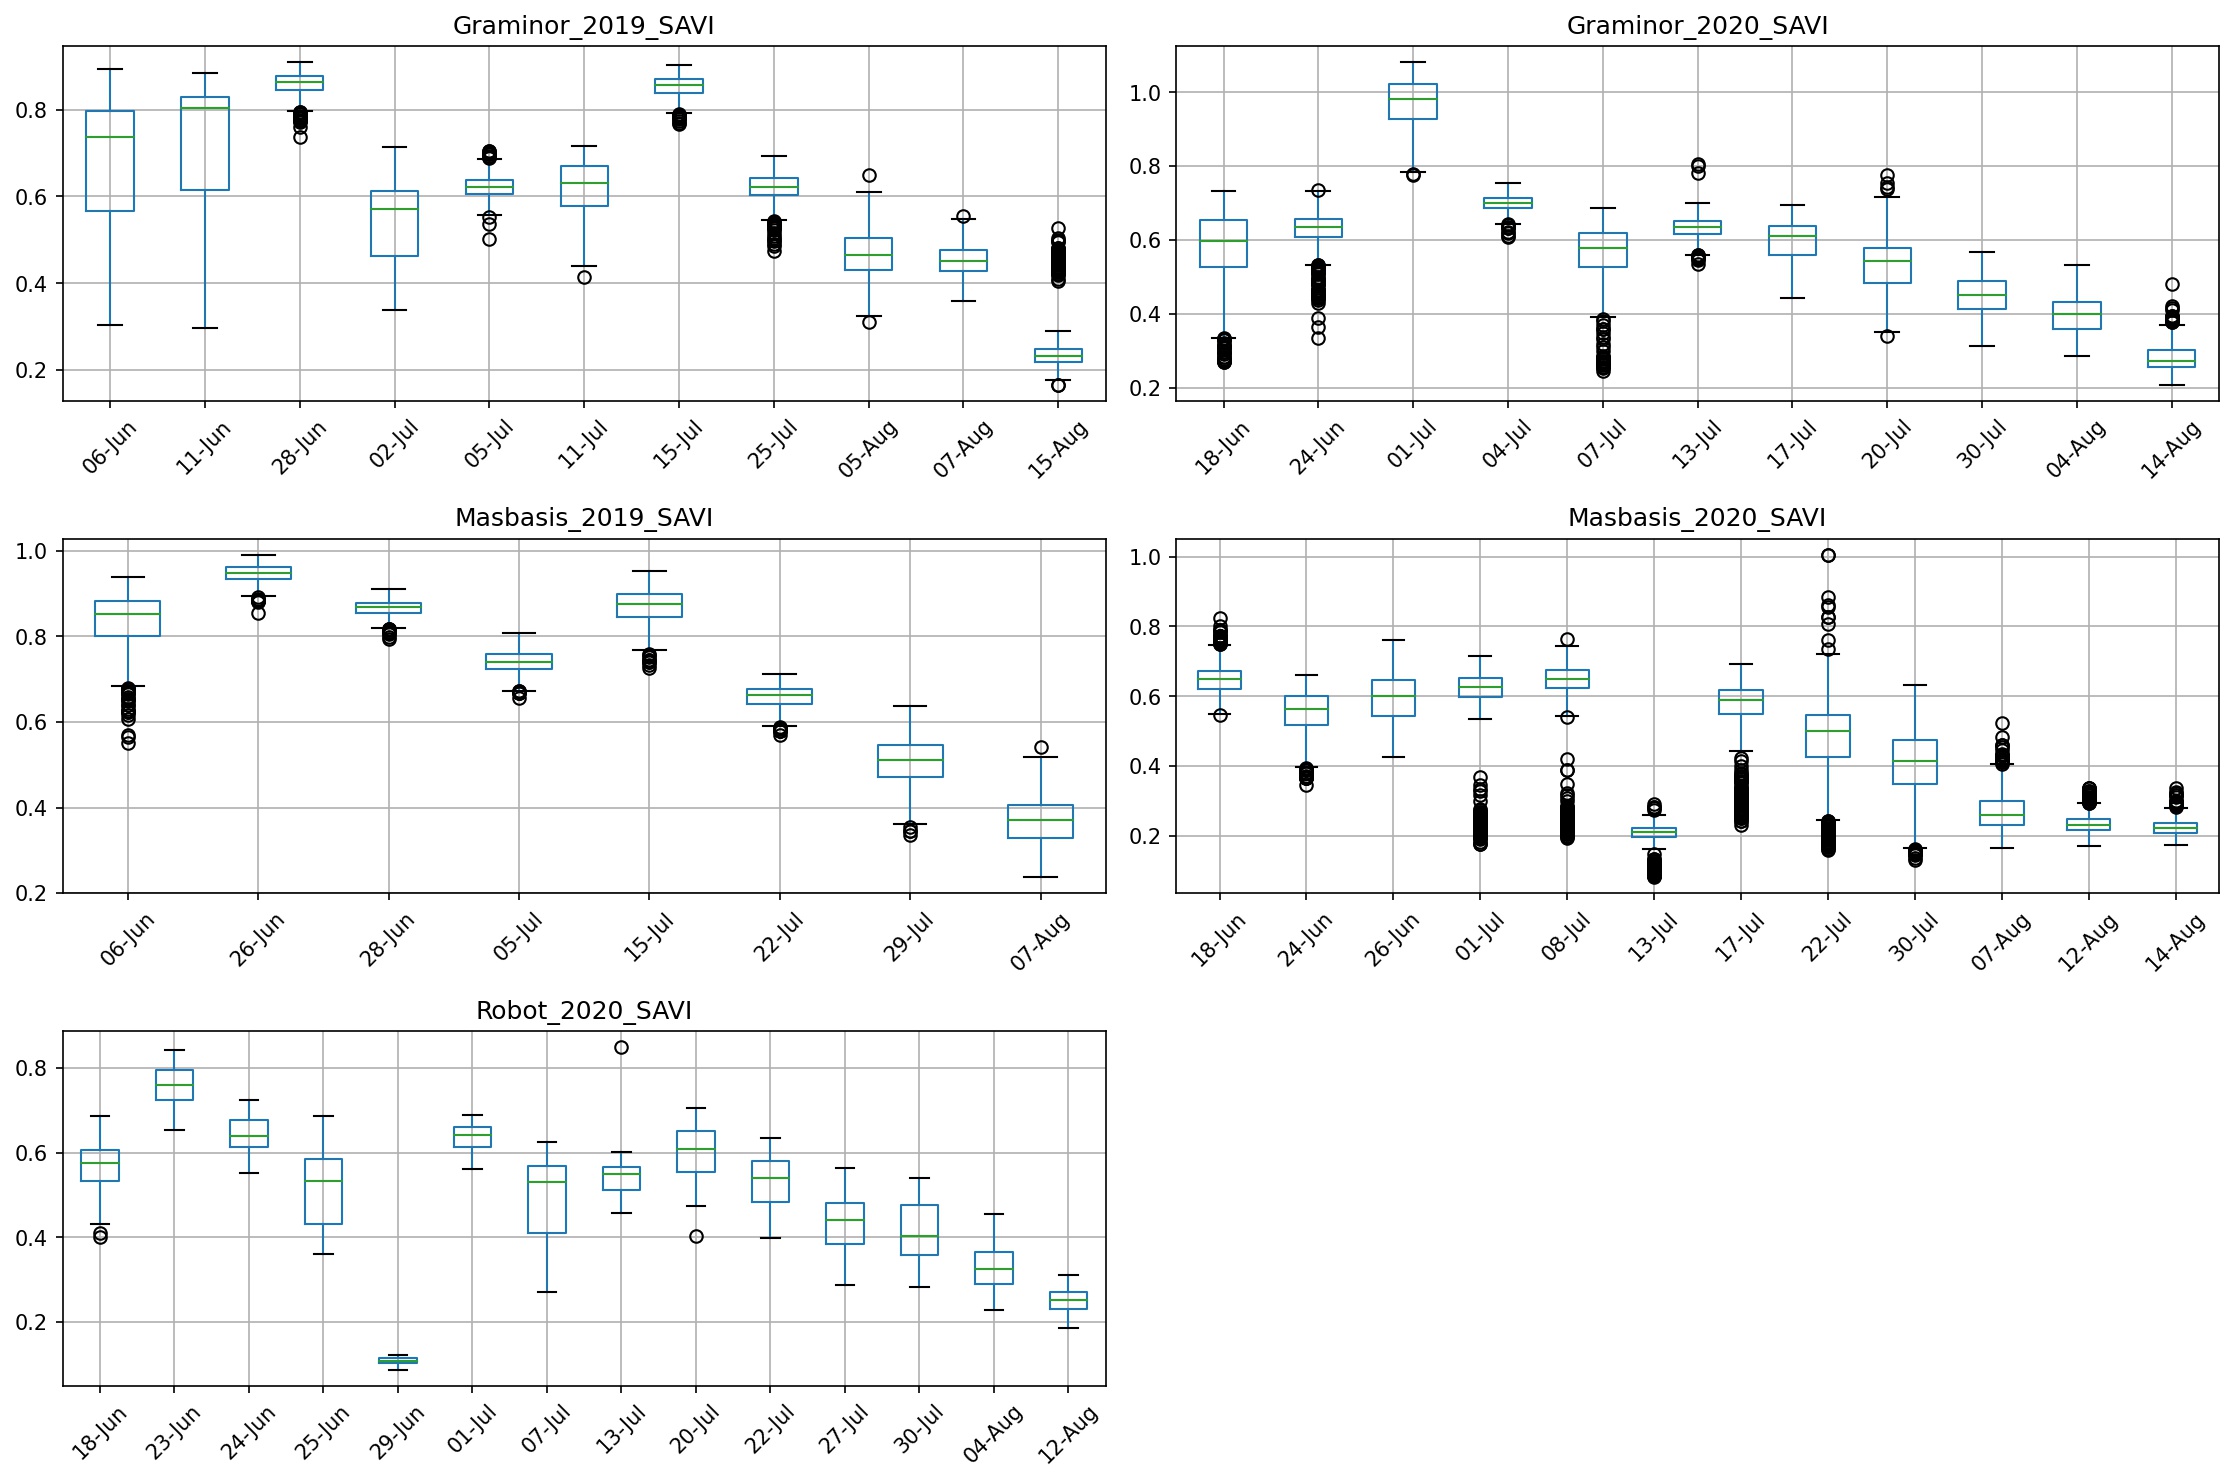 Graminor_2019_SAVI
0.8
0.6
0.4
0.2
06-Jun 11-Jun 28-Jun 02-Jul 05-Jul 11-Jul 15-Jul 25-Jul 05-Aug 07-Aug 15-Aug
Graminor_2020_SAVI
1.0
0.8
0.6
0.4
0.2
18-Jun 24-Jun 01-Jul 04-Jul 07-Jul 13-Jul 17-Jul 20-Jul 30-Jul 04-Aug 14-Aug
Masbasis_2019_SAVI
1.0
0.8
0.6
0.4
0.2
06-Jun 26-Jun 28-Jun 05-Jul 15-Jul 22-Jul 29-Jul 07-Aug
Masbasis_2020_SAVI
1.0
0.8
0.6
0.4
0.2
18-Jun 24-Jun 26-Jun 01-Jul 08-Jul 13-Jul 17-Jul 22-Jul 30-Jul 07-Aug 12-Aug 14-Aug
Robot_2020_SAVI
0.8
0.6
0.4
0.2
18-Jun 23-Jun 24-Jun 25-Jun 29-Jun 01-Jul 07-Jul 13-Jul 20-Jul 22-Jul 27-Jul 30-Jul 04-Aug 12-Aug